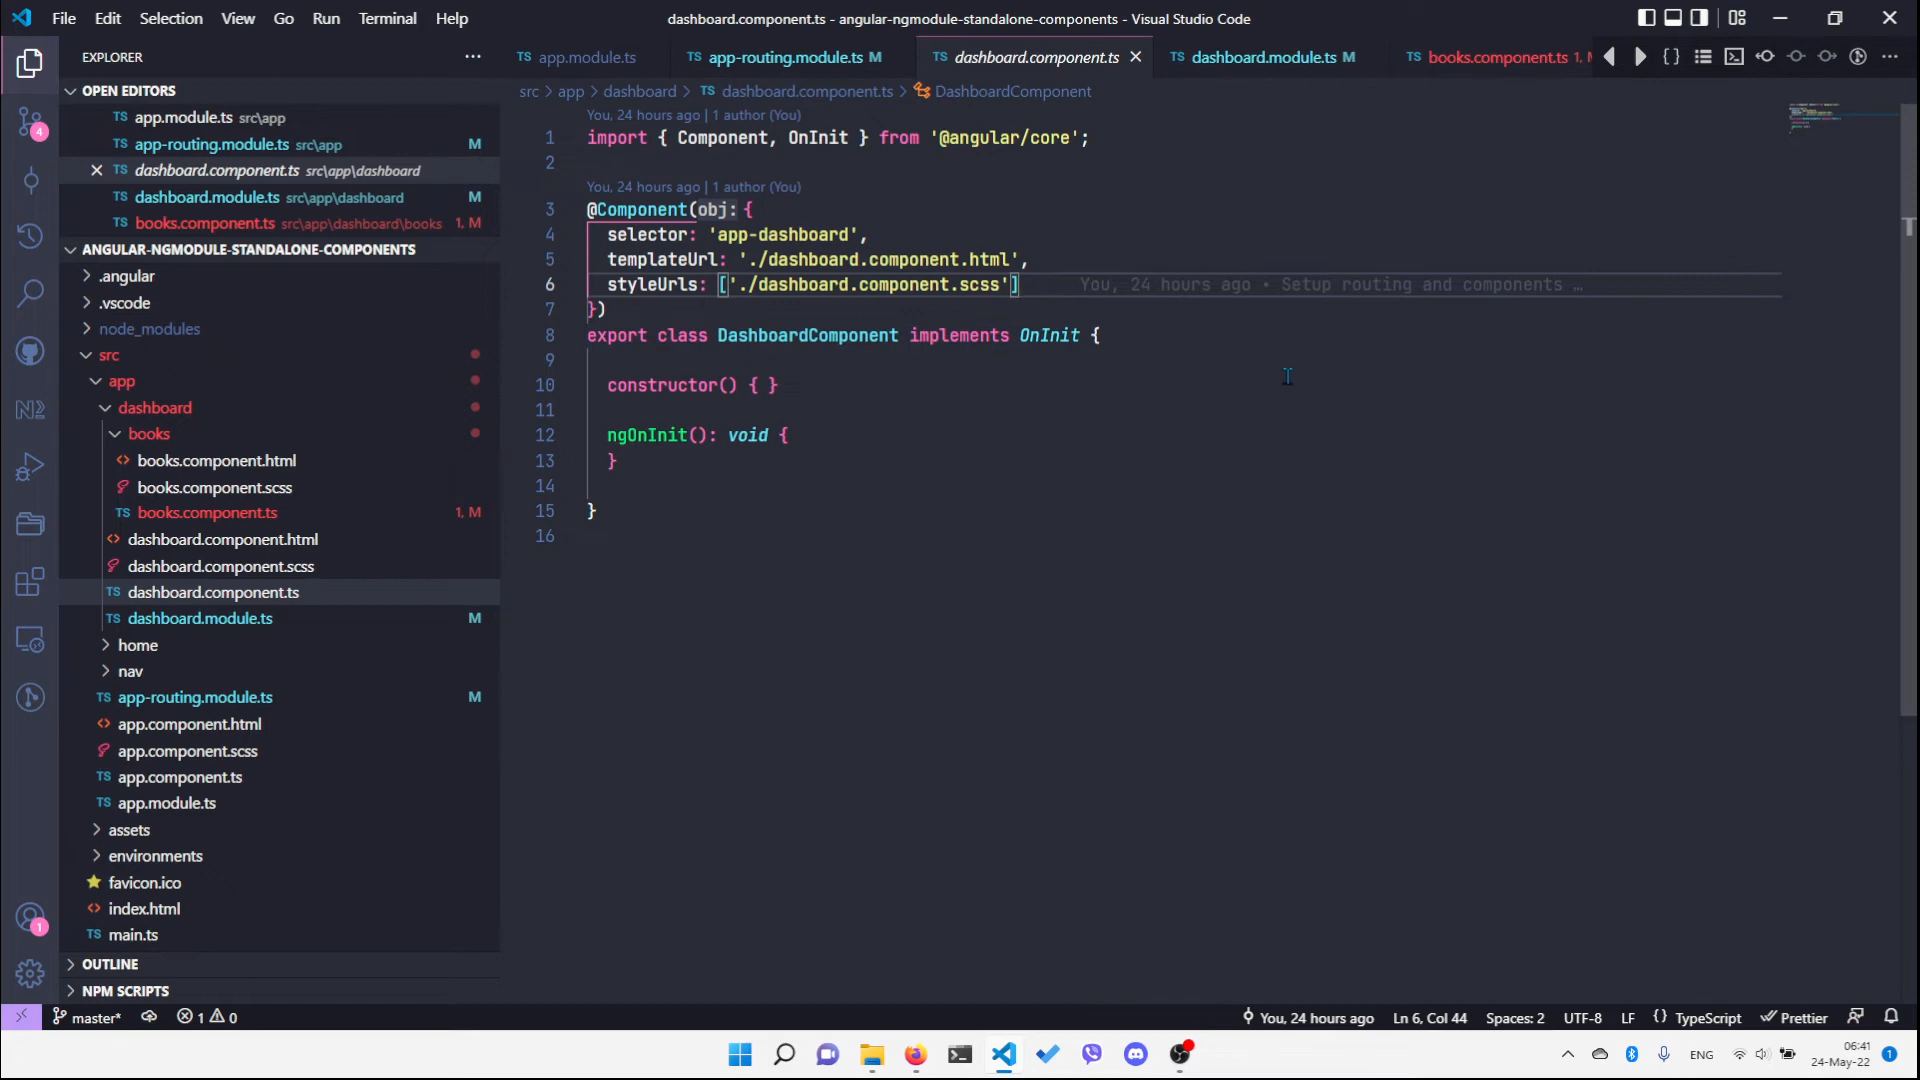 File Edit Selection View Go Run Terminal Help
dashboard.component.ts - angular-ngmodule-standalone-components - Visual Studio Code
EXPLORER
OPEN EDITORS
TS app.module.ts src\app
TS app-routing.module.ts src\app M
TS dashboard.component.ts src\app\dashboard
TS dashboard.module.ts src\app\dashboard M
TS books.component.ts src\app\dashboard\books 1, M
ANGULAR-NGMODULE-STANDALONE-COMPONENTS
.angular
.vscode
node_modules
src
app
dashboard
books
books.component.html
books.component.scss
TS books.component.ts 1, M
dashboard.component.html
dashboard.component.scss
TS dashboard.component.ts
TS dashboard.module.ts M
home
nav
TS app-routing.module.ts M
app.component.html
app.component.scss
TS app.component.ts
TS app.module.ts
assets
environments
favicon.ico
index.html
TS main.ts
OUTLINE
NPM SCRIPTS
4
1
TS app.module.ts
TS app-routing.module.ts M
TS dashboard.component.ts
TS dashboard.module.ts M
TS books.component.ts 1,
src > app > dashboard > TS dashboard.component.ts > DashboardComponent
You, 24 hours ago | 1 author (You)
1 import { Component, OnInit } from '@angular/core';
2
You, 24 hours ago | 1 author (You)
3 @Component(obj: {
4 selector: 'app-dashboard',
5 templateUrl: './dashboard.component.html',
6 styleUrls: ['./dashboard.component.scss'] You, 24 hours ago • Setup routing and components …
7 })
8 export class DashboardComponent implements OnInit {
9
10 constructor() { }
11
12 ngOnInit(): void {
13 }
14
15 }
16
master* 1 0
You, 24 hours ago Ln 6, Col 44 Spaces: 2 UTF-8 LF {} TypeScript Prettier
ENG
06:41
24-May-22
1